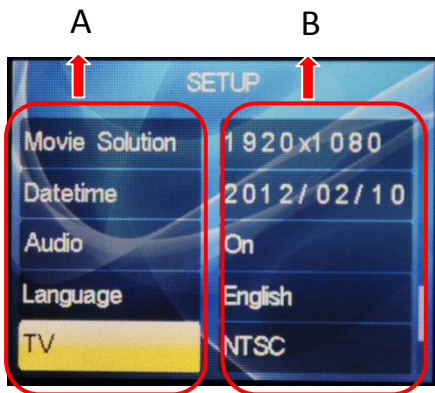 A B
SETUP
Movie Solution 1920x1080
Datetime 2012/02/10
Audio On
Language English
TV NTSC